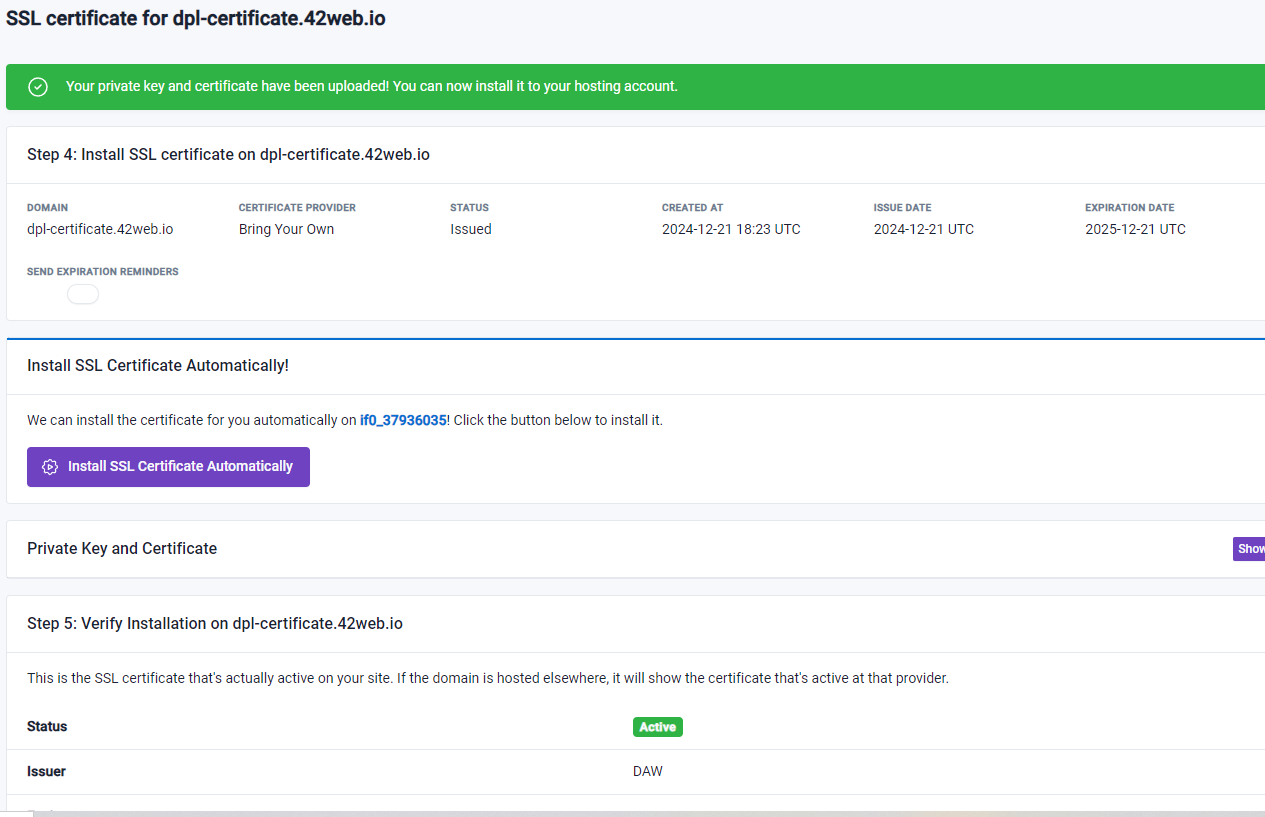 SSL certificate for dpl-certificate.42web.io
Your private key and certificate have been uploaded! You can now install it to your hosting account.
Step 4: Install SSL certificate on dpl-certificate.42web.io
DOMAIN CERTIFICATE PROVIDER STATUS CREATED AT ISSUE DATE EXPIRATION DATE
dpl-certificate.42web.io Bring Your Own Issued 2024-12-21 18:23 UTC 2024-12-21 UTC 2025-12-21 UTC
SEND EXPIRATION REMINDERS
Install SSL Certificate Automatically!
We can install the certificate for you automatically on if0_37936035! Click the button below to install it.
Install SSL Certificate Automatically
Private Key and Certificate Show
Step 5: Verify Installation on dpl-certificate.42web.io
This is the SSL certificate that's actually active on your site. If the domain is hosted elsewhere, it will show the certificate that's active at that provider.
Status Active
Issuer DAW